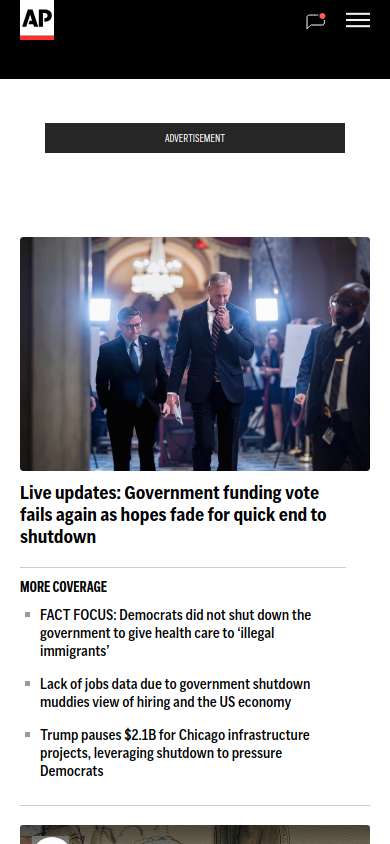 AP
ADVERTISEMENT
Live updates: Government funding vote
fails again as hopes fade for quick end to
shutdown
MORE COVERAGE
FACT FOCUS: Democrats did not shut down the
government to give health care to ‘illegal
immigrants’
Lack of jobs data due to government shutdown
muddies view of hiring and the US economy
Trump pauses $2.1B for Chicago infrastructure
projects, leveraging shutdown to pressure
Democrats